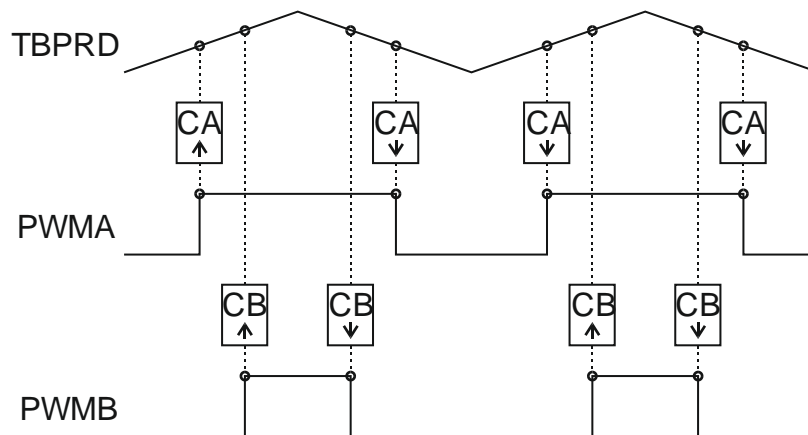 TBPRD
CA CA CA CA
↑ ↓ ↓ ↓
PWMA
CB CB CB CB
↑ ↓ ↑ ↓
PWMB